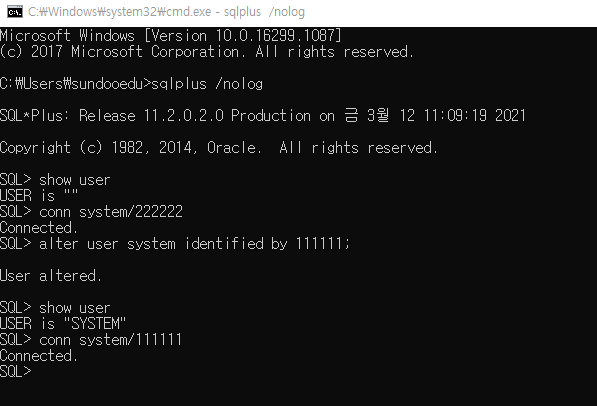 C:₩Windows₩system32₩cmd.exe - sqlplus  /nolog
Microsoft Windows [Version 10.0.16299.1087]
(c) 2017 Microsoft Corporation. All rights reserved.
C:₩Users₩sundooedu>sqlplus /nolog
SQL*Plus: Release 11.2.0.2.0 Production on 금 3월 12 11:09:19 2021
Copyright (c) 1982, 2014, Oracle.  All rights reserved.
SQL> show user
USER is ""
SQL> conn system/222222
Connected.
SQL> alter user system identified by 111111;
User altered.
SQL> show user
USER is "SYSTEM"
SQL> conn system/111111
Connected.
SQL>